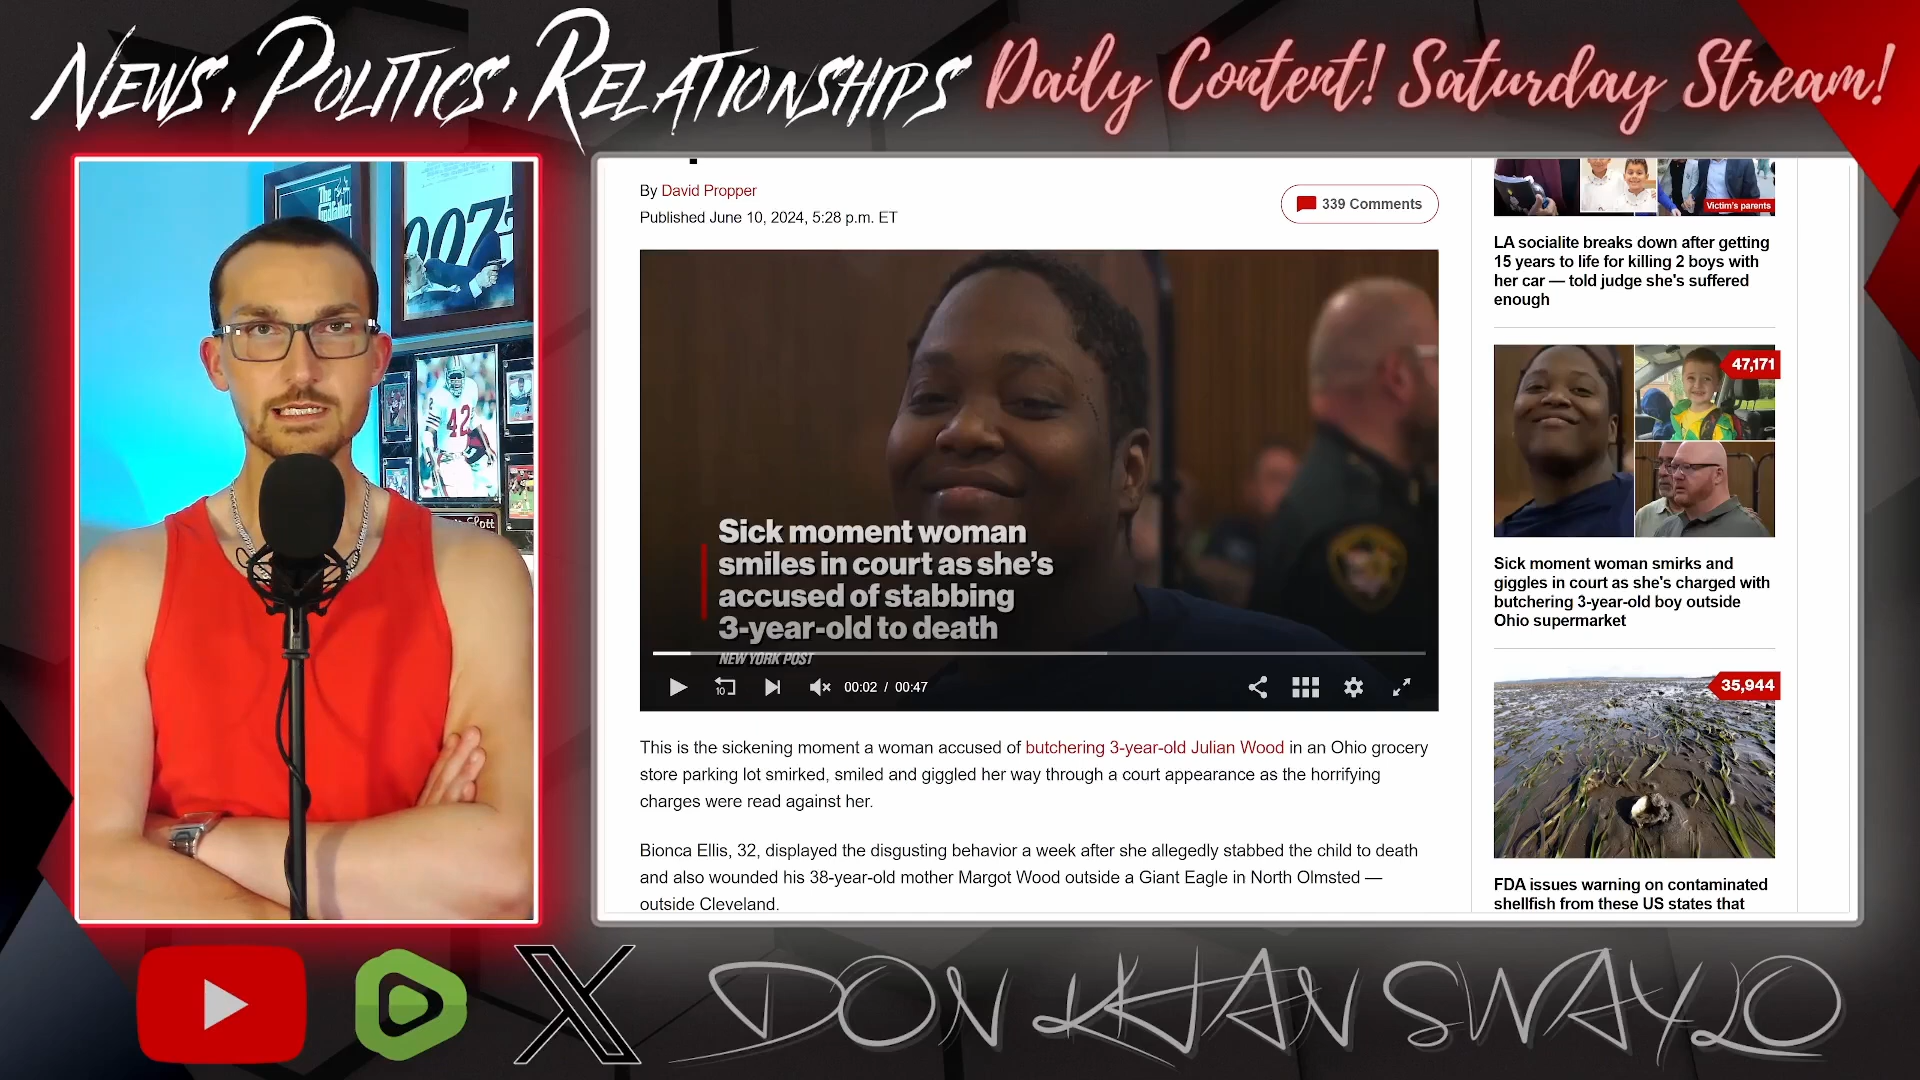 NEWS, POLITICS, RELATIONSHIPS
Daily Content! Saturday Stream!
The
Godfather
007
42
By David Propper
Published June 10, 2024, 5:28 p.m. ET
339 Comments
Sick moment woman
smiles in court as she's
accused of stabbing
3-year-old to death
NEW YORK POST
10
00:02 / 00:47
This is the sickening moment a woman accused of butchering 3-year-old Julian Wood in an Ohio grocery
store parking lot smirked, smiled and giggled her way through a court appearance as the horrifying
charges were read against her.
Bionca Ellis, 32, displayed the disgusting behavior a week after she allegedly stabbed the child to death
and also wounded his 38-year-old mother Margot Wood outside a Giant Eagle in North Olmsted —
outside Cleveland.
Victim's parents
LA socialite breaks down after getting
15 years to life for killing 2 boys with
her car — told judge she's suffered
enough
47,171
Sick moment woman smirks and
giggles in court as she's charged with
butchering 3-year-old boy outside
Ohio supermarket
35,944
FDA issues warning on contaminated
shellfish from these US states that
DON KHAN SWAYLO